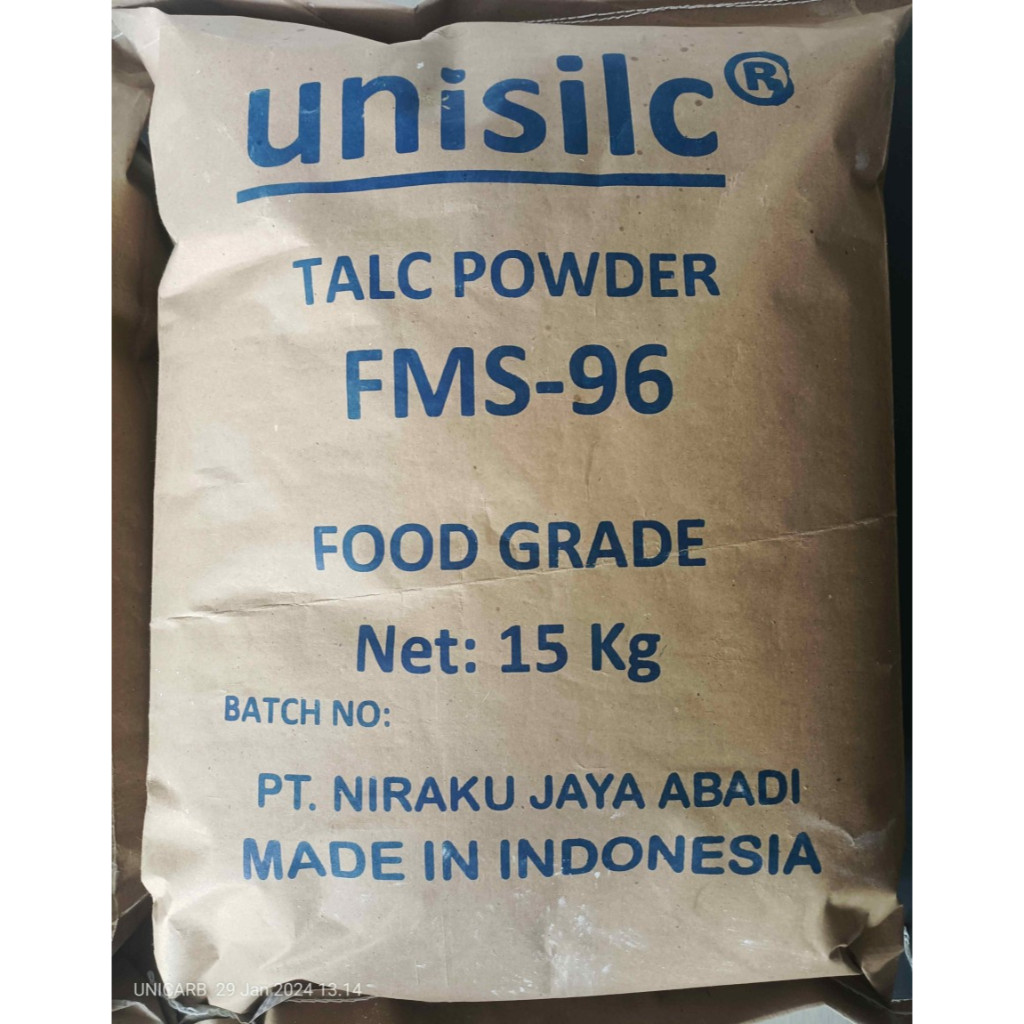 unisilc®
TALC POWDER
FMS-96
FOOD GRADE
Net: 15 Kg
BATCH NO:
PT. NIRAKU JAYA ABADI
MADE IN INDONESIA
UNICARB 29 Jan 2024 13.14